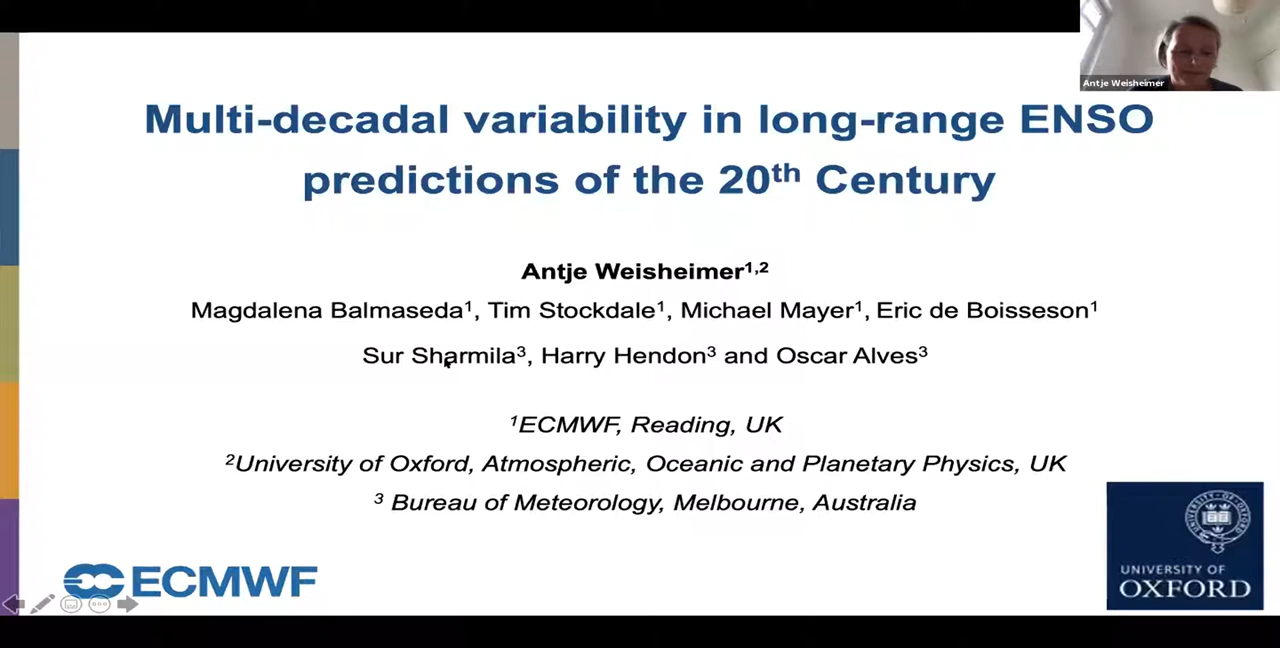 Antje Weisheimer
Multi-decadal variability in long-range ENSO
predictions of the 20th Century
Antje Weisheimer1,2
Magdalena Balmaseda1, Tim Stockdale1, Michael Mayer1, Eric de Boisseson1
Sur Sharmila3, Harry Hendon3 and Oscar Alves3
1ECMWF, Reading, UK
2University of Oxford, Atmospheric, Oceanic and Planetary Physics, UK
3 Bureau of Meteorology, Melbourne, Australia
ECMWF
UNIVERSITY OF
OXFORD